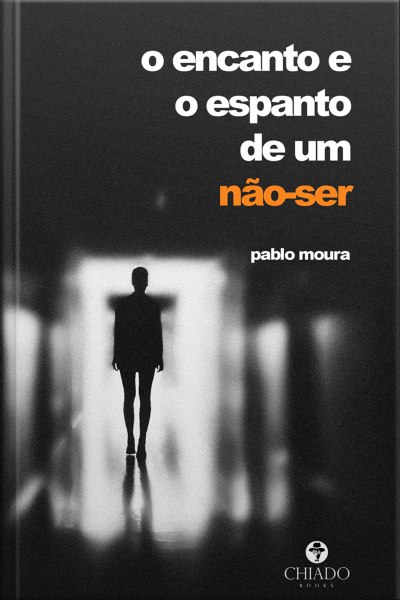 o encanto e
o espanto
de um
não-ser
pablo moura
CHIADO
BOOKS